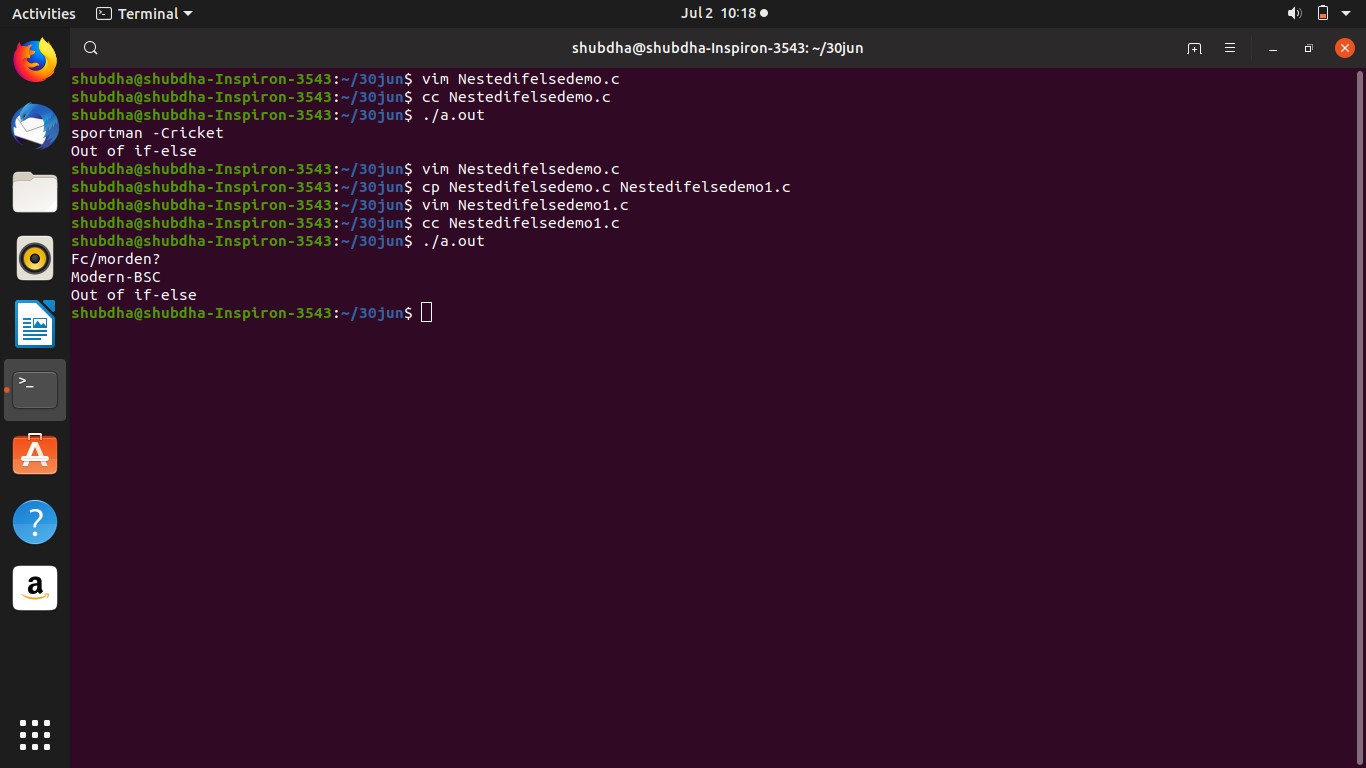 Activities Terminal Jul 2 10:18
shubdha@shubdha-Inspiron-3543: ~/30jun
shubdha@shubdha-Inspiron-3543:~/30jun$ vim Nestedifelsedemo.c
shubdha@shubdha-Inspiron-3543:~/30jun$ cc Nestedifelsedemo.c
shubdha@shubdha-Inspiron-3543:~/30jun$ ./a.out
sportman -Cricket
Out of if-else
shubdha@shubdha-Inspiron-3543:~/30jun$ vim Nestedifelsedemo.c
shubdha@shubdha-Inspiron-3543:~/30jun$ cp Nestedifelsedemo.c Nestedifelsedemo1.c
shubdha@shubdha-Inspiron-3543:~/30jun$ vim Nestedifelsedemo1.c
shubdha@shubdha-Inspiron-3543:~/30jun$ cc Nestedifelsedemo1.c
shubdha@shubdha-Inspiron-3543:~/30jun$ ./a.out
Fc/morden?
Modern-BSC
Out of if-else
shubdha@shubdha-Inspiron-3543:~/30jun$